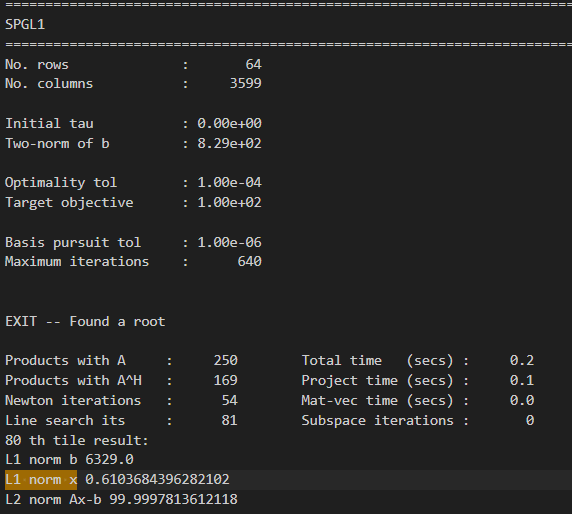 ================================================================================
SPGL1
================================================================================
No. rows              :       64
No. columns           :     3599

Initial tau           : 0.00e+00
Two-norm of b         : 8.29e+02

Optimality tol        : 1.00e-04
Target objective      : 1.00e+02

Basis pursuit tol     : 1.00e-06
Maximum iterations    :      640


EXIT -- Found a root

Products with A     :     250        Total time   (secs) :     0.2
Products with A^H   :     169        Project time (secs) :     0.1
Newton iterations   :      54        Mat-vec time (secs) :     0.0
Line search its     :      81        Subspace iterations :       0
80 th tile result:
L1 norm b 6329.0
L1 norm x 0.6103684396282102
L2 norm Ax-b 99.9997813612118